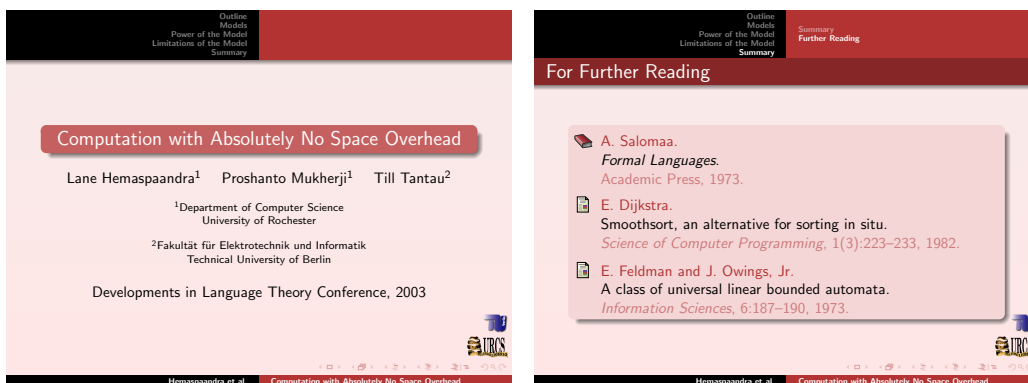 Outline
Models
Power of the Model
Limitations of the Model
Summary
Computation with Absolutely No Space Overhead
Lane Hemaspaandra¹ Proshanto Mukherji¹ Till Tantau²
¹Department of Computer Science
University of Rochester
²Fakultät für Elektrotechnik und Informatik
Technical University of Berlin
Developments in Language Theory Conference, 2003
URCS
Hemaspaandra et al. Computation with Absolutely No Space Overhead
Outline
Models
Power of the Model
Limitations of the Model
Summary
Summary
Further Reading
For Further Reading
A. Salomaa.
Formal Languages.
Academic Press, 1973.
E. Dijkstra.
Smoothsort, an alternative for sorting in situ.
Science of Computer Programming, 1(3):223–233, 1982.
E. Feldman and J. Owings, Jr.
A class of universal linear bounded automata.
Information Sciences, 6:187–190, 1973.
Hemaspaandra et al. Computation with Absolutely No Space Overhead